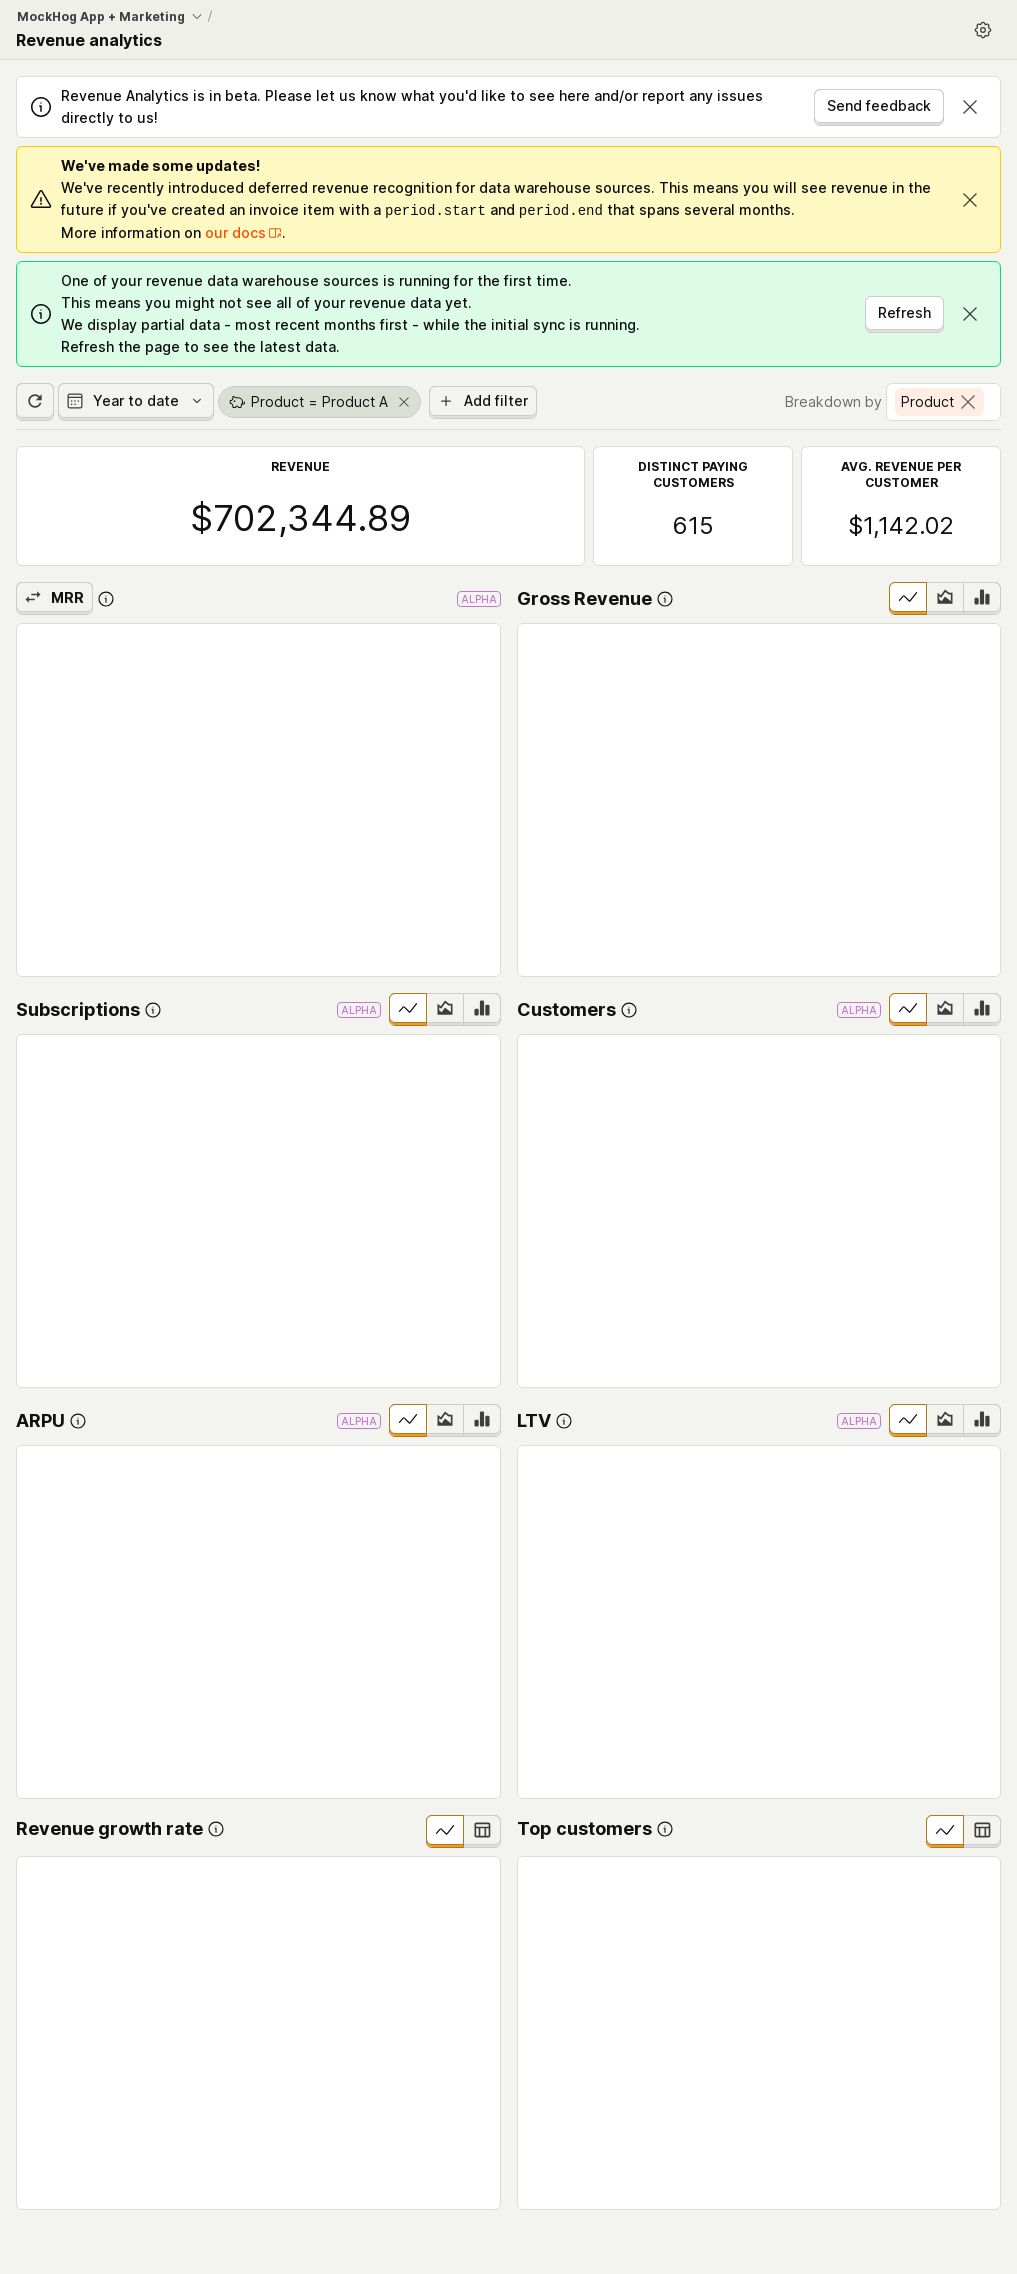 MockHog App + Marketing /
Revenue analytics
Revenue Analytics is in beta. Please let us know what you'd like to see here and/or report any issues
directly to us!
Send feedback
We've made some updates!
We've recently introduced deferred revenue recognition for data warehouse sources. This means you will see revenue in the
future if you've created an invoice item with a period.start and period.end that spans several months.
More information on our docs.
One of your revenue data warehouse sources is running for the first time.
This means you might not see all of your revenue data yet.
We display partial data - most recent months first - while the initial sync is running.
Refresh the page to see the latest data.
Refresh
Year to date
Product = Product A
Add filter
Breakdown by Product
REVENUE
$702,344.89
DISTINCT PAYING
CUSTOMERS
615
AVG. REVENUE PER
CUSTOMER
$1,142.02
MRR
ALPHA
Gross Revenue
Subscriptions
ALPHA
Customers
ALPHA
ARPU
ALPHA
LTV
ALPHA
Revenue growth rate
Top customers